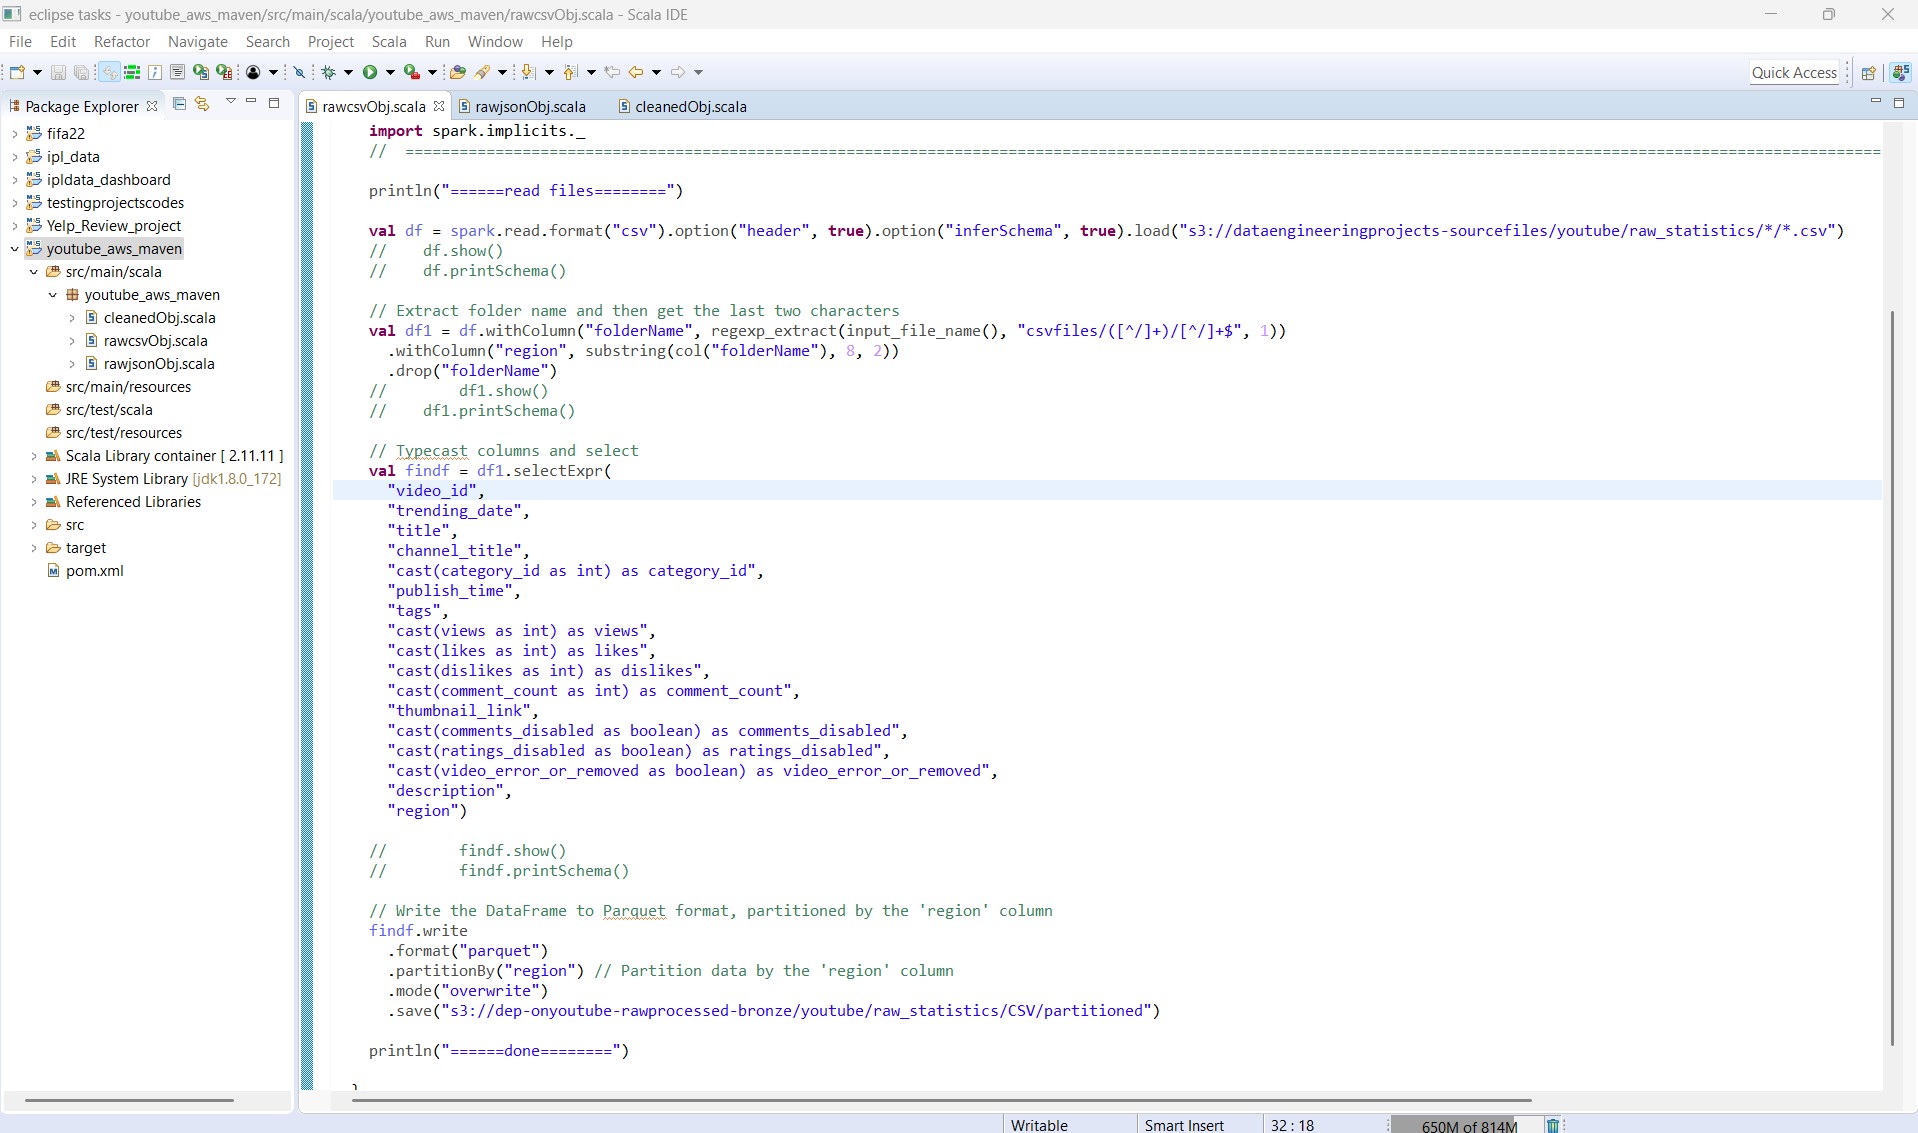 eclipse tasks - youtube_aws_maven/src/main/scala/youtube_aws_maven/rawcsvObj.scala - Scala IDE
File Edit Refactor Navigate Search Project Scala Run Window Help
Quick Access
Package Explorer
fifa22
ipl_data
ipldata_dashboard
testingprojectscodes
Yelp_Review_project
youtube_aws_maven
src/main/scala
youtube_aws_maven
cleanedObj.scala
rawcsvObj.scala
rawjsonObj.scala
src/main/resources
src/test/scala
src/test/resources
Scala Library container [ 2.11.11 ]
JRE System Library [jdk1.8.0_172]
Referenced Libraries
src
target
pom.xml
rawcsvObj.scala rawjsonObj.scala cleanedObj.scala
import spark.implicits._
// ====================================================================================================================================================================
println("======read files========")
val df = spark.read.format("csv").option("header", true).option("inferSchema", true).load("s3://dataengineeringprojects-sourcefiles/youtube/raw_statistics/*/*.csv")
// df.show()
// df.printSchema()
// Extract folder name and then get the last two characters
val df1 = df.withColumn("folderName", regexp_extract(input_file_name(), "csvfiles/([^/]+)/[^/]+$", 1))
.withColumn("region", substring(col("folderName"), 8, 2))
.drop("folderName")
// df1.show()
// df1.printSchema()
// Typecast columns and select
val findf = df1.selectExpr(
"video_id",
"trending_date",
"title",
"channel_title",
"cast(category_id as int) as category_id",
"publish_time",
"tags",
"cast(views as int) as views",
"cast(likes as int) as likes",
"cast(dislikes as int) as dislikes",
"cast(comment_count as int) as comment_count",
"thumbnail_link",
"cast(comments_disabled as boolean) as comments_disabled",
"cast(ratings_disabled as boolean) as ratings_disabled",
"cast(video_error_or_removed as boolean) as video_error_or_removed",
"description",
"region")
// findf.show()
// findf.printSchema()
// Write the DataFrame to Parquet format, partitioned by the 'region' column
findf.write
.format("parquet")
.partitionBy("region") // Partition data by the 'region' column
.mode("overwrite")
.save("s3://dep-onyoutube-rawprocessed-bronze/youtube/raw_statistics/CSV/partitioned")
println("======done========")
}
Writable Smart Insert 32 : 18 650M of 814M